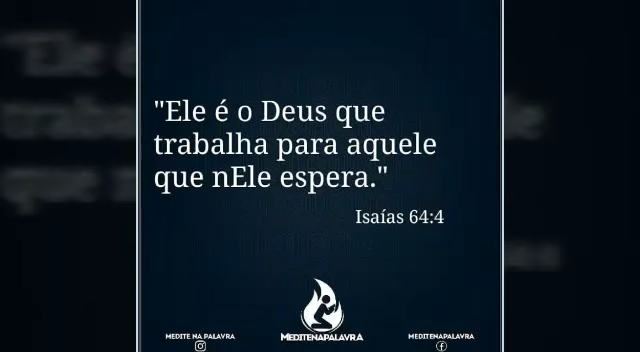 "Ele é o Deus que
trabalha para aquele
que nEle espera."
Isaías 64:4
MEDITE NA PALAVRA
MEDITENAPALAVRA
MEDITENAPALAVRA